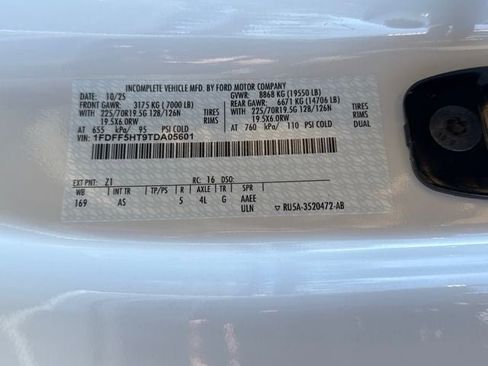 INCOMPLETE VEHICLE MFD. BY FORD MOTOR COMPANY
10/25 GVWR: 8868 KG (19550 LB)
FRONT GAWR: 3175 KG (7000 LB) REAR GAWR: 6671 KG (14706 LB)
WITH 225/70R19.5G 128/126N TIRES WITH 225/70R19.5G 128/126N TIRES
19.5X6.0RW RIMS 19.5X6.0RW RIMS
AT 655 kPa/ 95 PSI COLD AT 760 kPa/ 110 PSI COLD DUAL
VIN: 1FDFF5HT9TDA05601
EXT PNT: Z1 RC: 16 DSO:
WB INT TR TP/PS R AXLE TR SPR
169 AS 5 4L G AAEE
ULN ▽ RU5A-3520472-AB